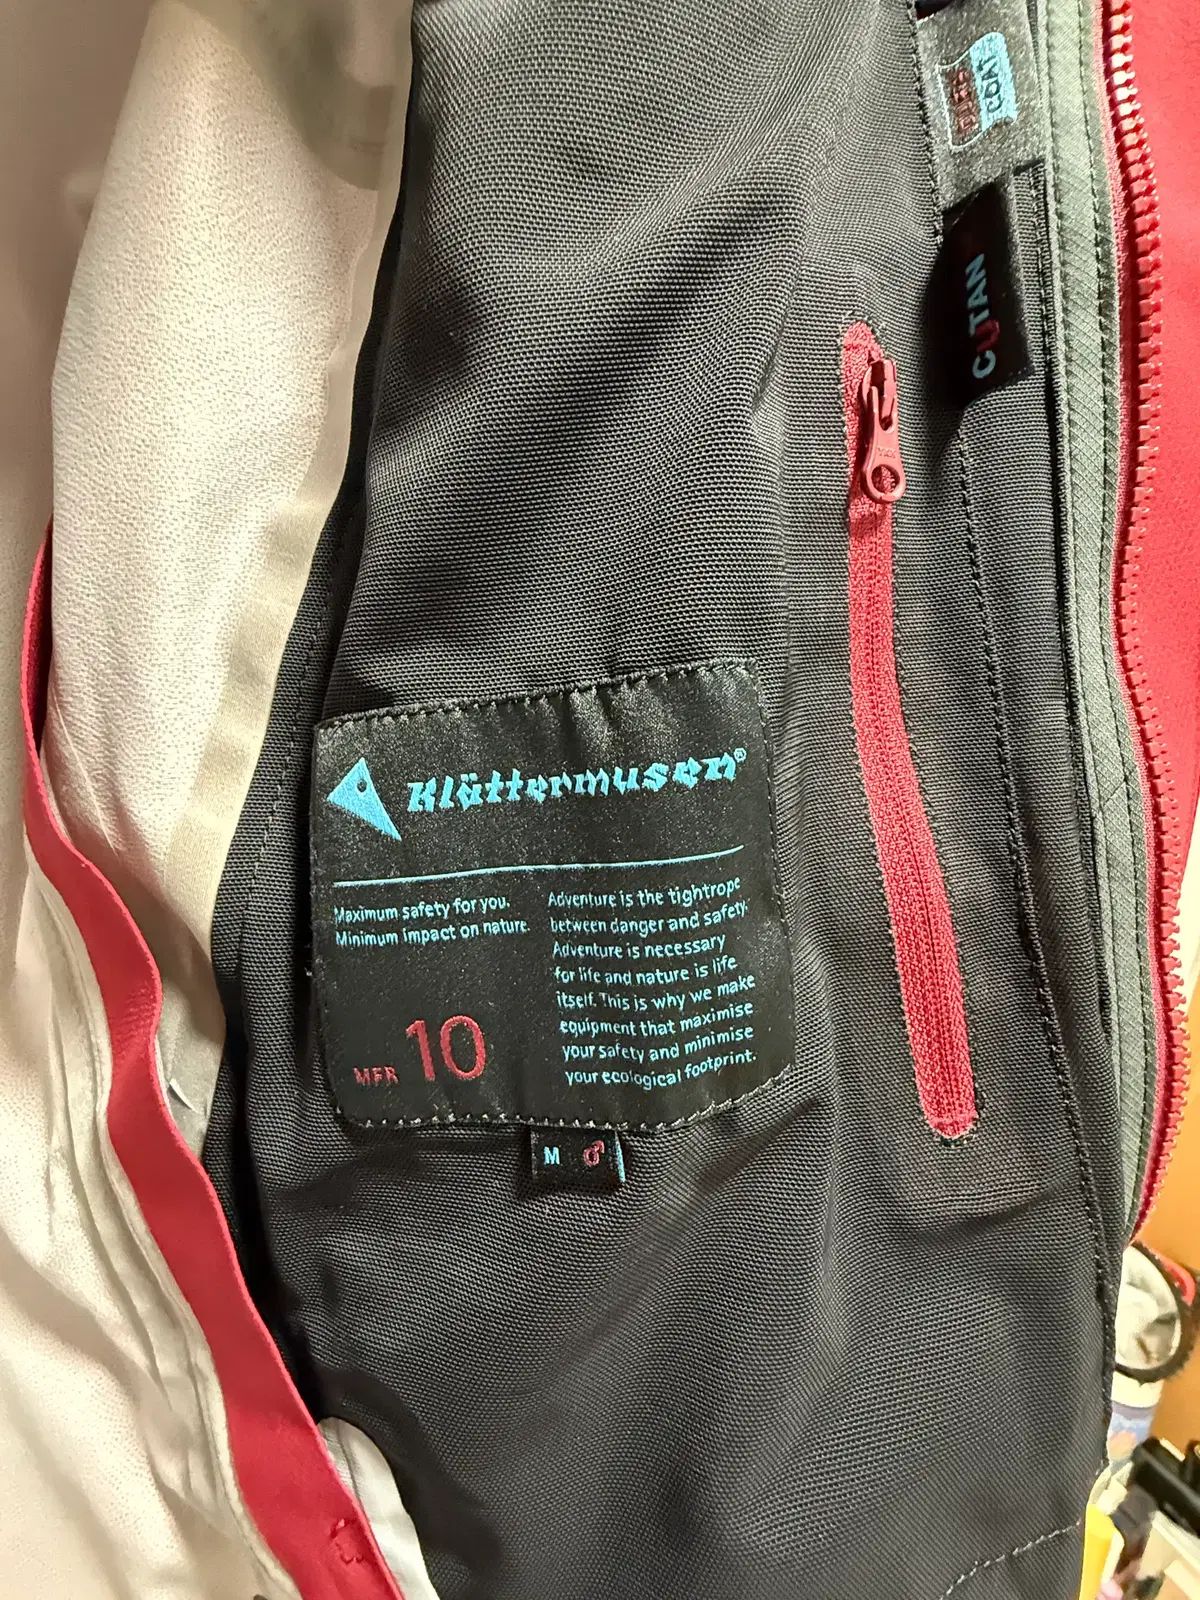 COAT
CUTAN
YKK
Klättermusen®
Maximum safety for you.
Minimum impact on nature.
Adventure is the tightrope
between danger and safety.
Adventure is necessary
for life and nature is life
itself. This is why we make
equipment that maximise
your safety and minimise
your ecological footprint.
MFR 10
M ♂